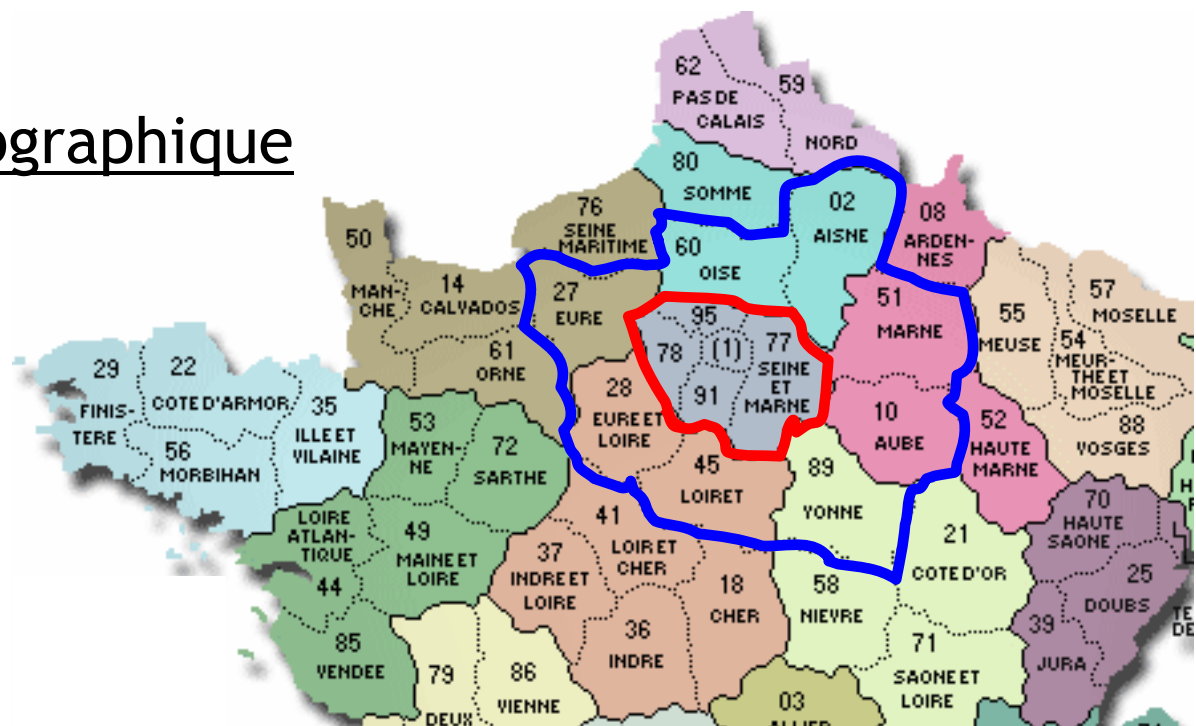 ographique
62
PAS DE
CALAIS
59
NORD
80
SOMME
02
AISNE
08
ARDEN-
NES
76
SEINE
MARITIME
60
OISE
50
MAN-
CHE
14
CALVADOS
27
EURE
61
ORNE
95
78
(1)
77
SEINE
ET
MARNE
91
51
MARNE
55
MEUSE
57
MOSELLE
54
MEUR-
THE ET
MOSELLE
88
VOSGES
29
FINIS-
TERE
22
COTE D'ARMOR
56
MORBIHAN
35
ILLE ET
VILAINE
53
MAYEN-
NE
72
SARTHE
28
EURE ET
LOIRE
10
AUBE
52
HAUTE
MARNE
45
LOIRET
89
YONNE
70
HAUTE
SAONE
LOIRE
ATLAN-
TIQUE
44
49
MAINE ET
LOIRE
41
LOIR ET
CHER
37
INDRE ET
LOIRE
18
CHER
21
COTE D'OR
58
NIEVRE
25
DOUBS
39
JURA
85
VENDEE
36
INDRE
71
SAONE ET
LOIRE
79
DEUX
86
VIENNE
03
ALLIER
TE
DE